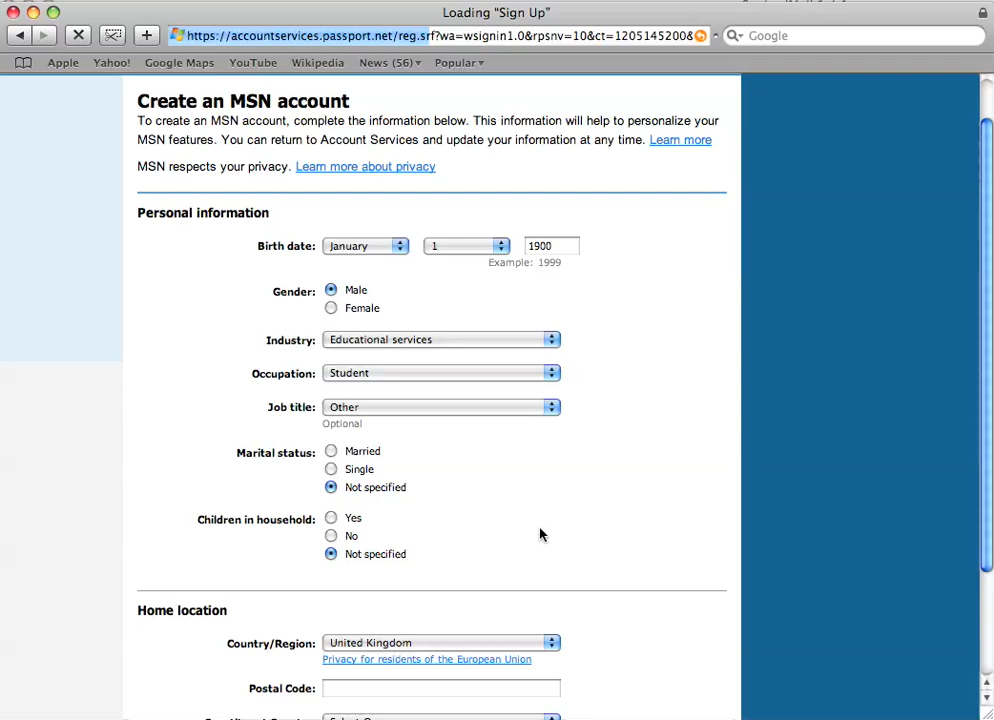 Loading “Sign Up”
https://accountservices.passport.net/reg.srf?wa=wsignin1.0&rpsnv=10&ct=1205145200&
Google
Apple Yahoo! Google Maps YouTube Wikipedia News (56) Popular
Create an MSN account
To create an MSN account, complete the information below. This information will help to personalize your
MSN features. You can return to Account Services and update your information at any time. Learn more
MSN respects your privacy. Learn more about privacy
Personal information
Birth date: January 1 1900
Example: 1999
Gender: Male
Female
Industry: Educational services
Occupation: Student
Job title: Other
Optional
Marital status: Married
Single
Not specified
Children in household: Yes
No
Not specified
Home location
Country/Region: United Kingdom
Privacy for residents of the European Union
Postal Code: